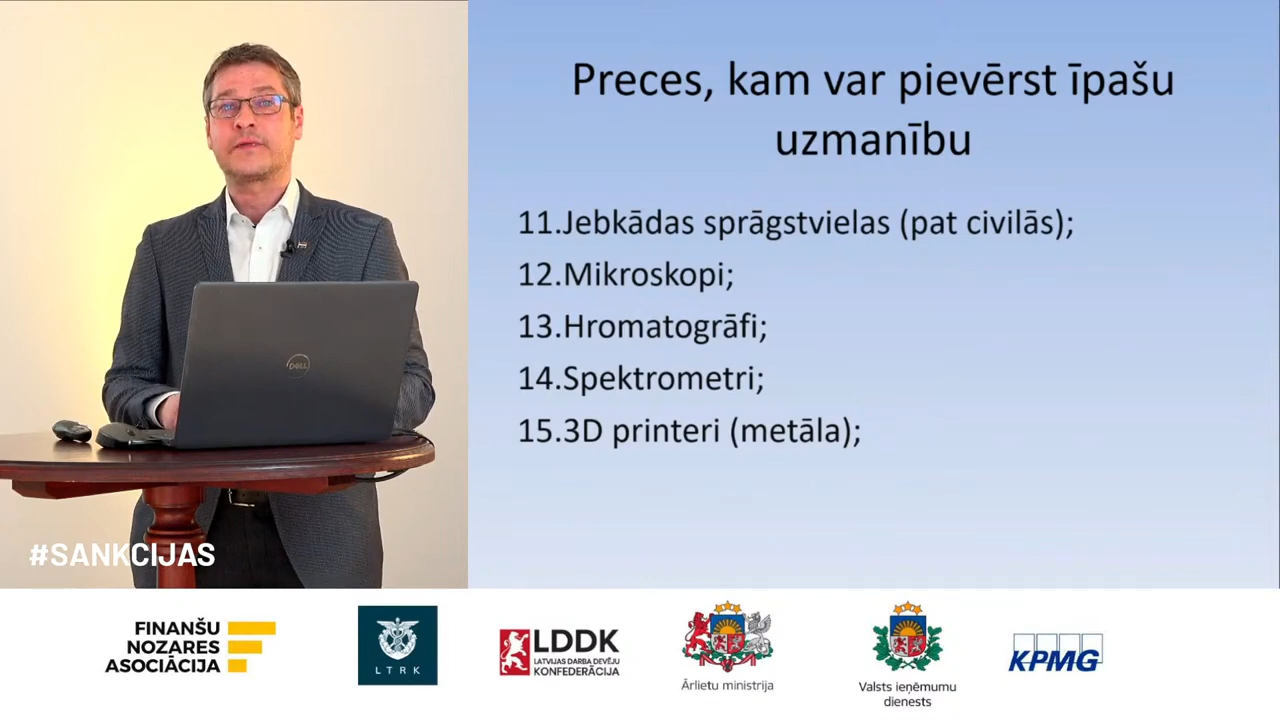 Preces, kam var pievērst īpašu
uzmanību
11.Jebkādas sprāgstvielas (pat civilās);
12.Mikroskopi;
13.Hromatogrāfi;
14.Spektrometri;
15.3D printeri (metāla);
DELL
#SANKCIJAS
FINANŠU
NOZARES
ASOCIĀCIJA
LTRK
LDDK
LATVIJAS DARBA DEVĒJU
KONFEDERĀCIJA
Ārlietu ministrija
Valsts ieņēmumu
dienests
KPMG